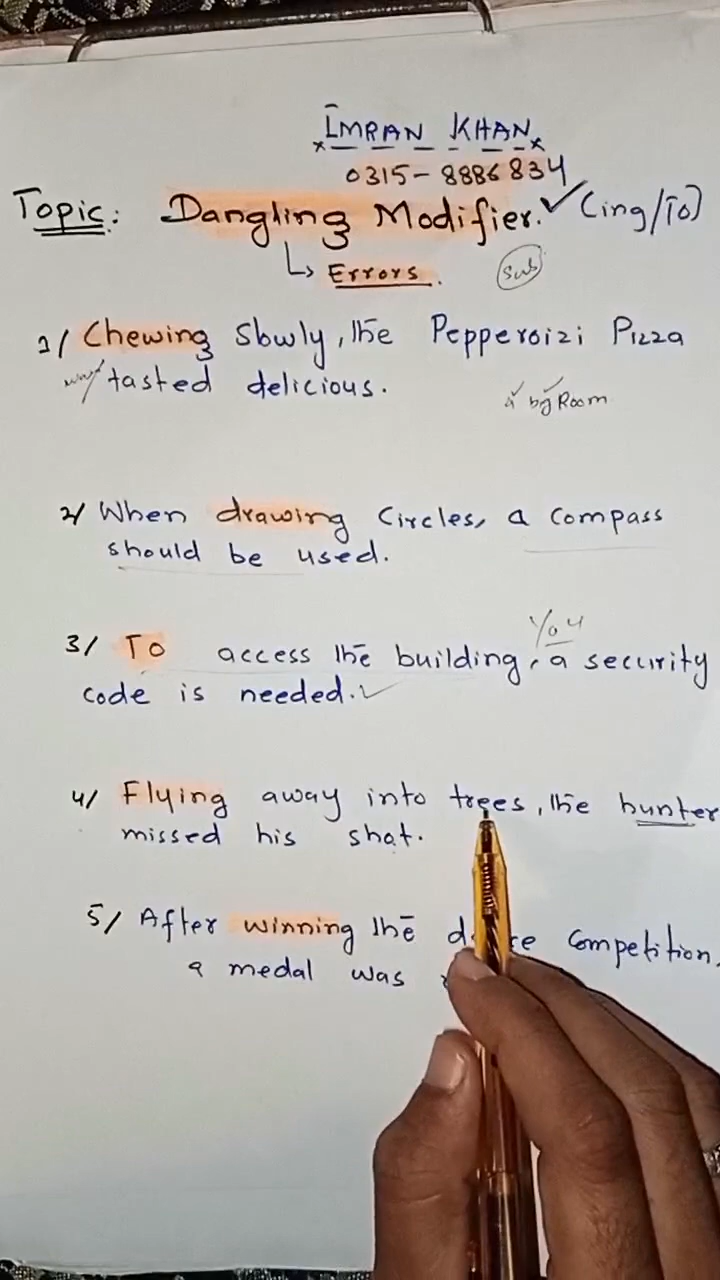 IMRAN KHAN
0315-8886834
Topic: Dangling Modifier. (ing/To)
Errors.
Sub
1/ Chewing Slowly, the Pepperoizi Pizza
tasted delicious.
by Room
2/ When drawing Circles, a compass
should be used.
You
3/ To access the building, a security
code is needed.
4/ Flying away into trees, the hunter
missed his shot.
5/ After winning the Competition,
a medal was